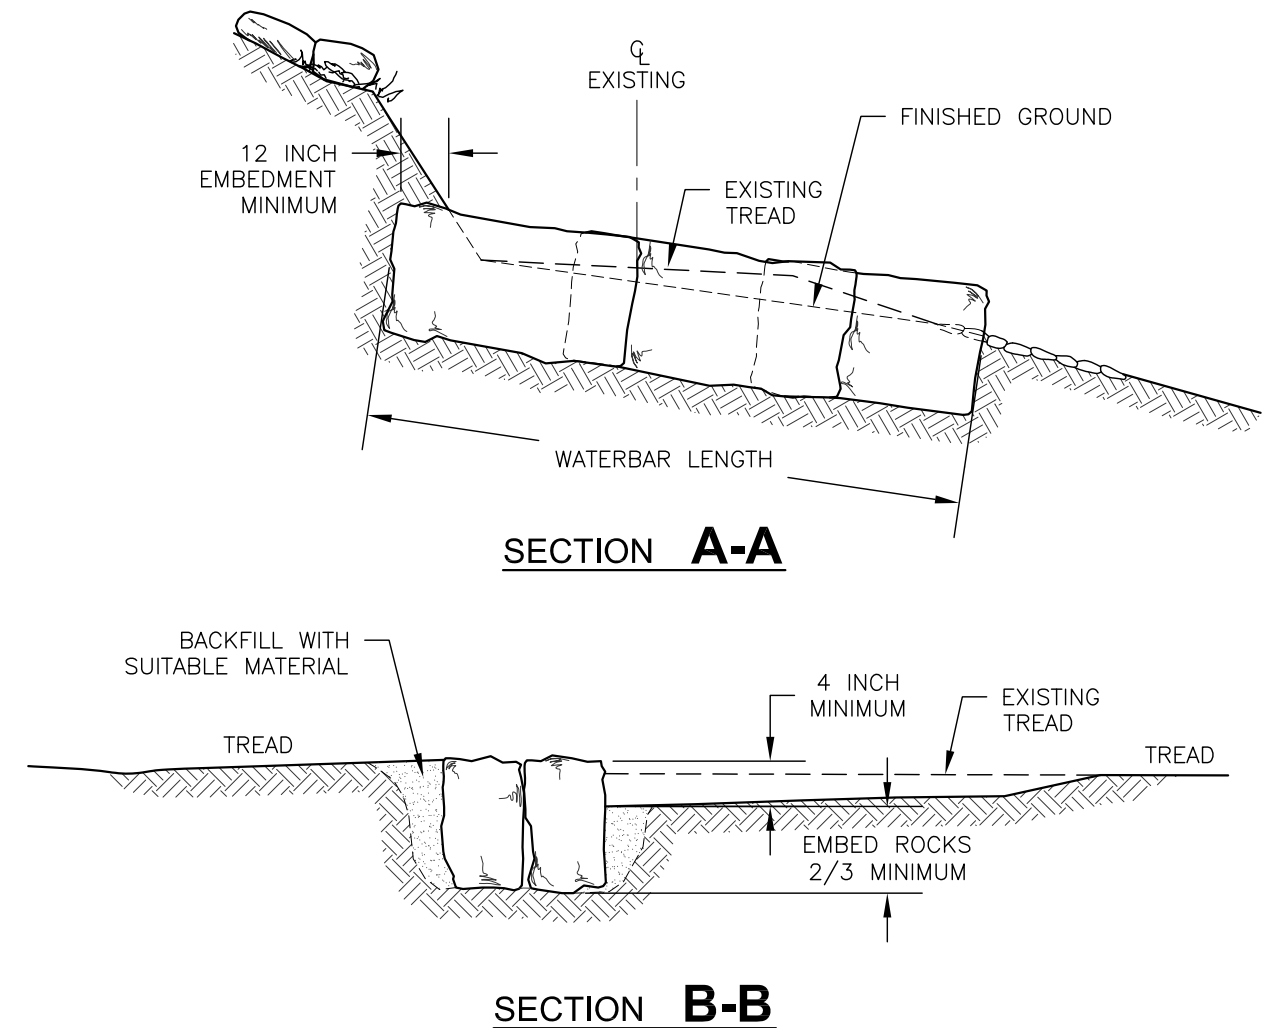 ℄
EXISTING
FINISHED GROUND
12 INCH
EMBEDMENT
MINIMUM
EXISTING
TREAD
WATERBAR LENGTH
SECTION A-A
BACKFILL WITH
SUITABLE MATERIAL
4 INCH
MINIMUM
EXISTING
TREAD
TREAD
TREAD
EMBED ROCKS
2/3 MINIMUM
SECTION B-B